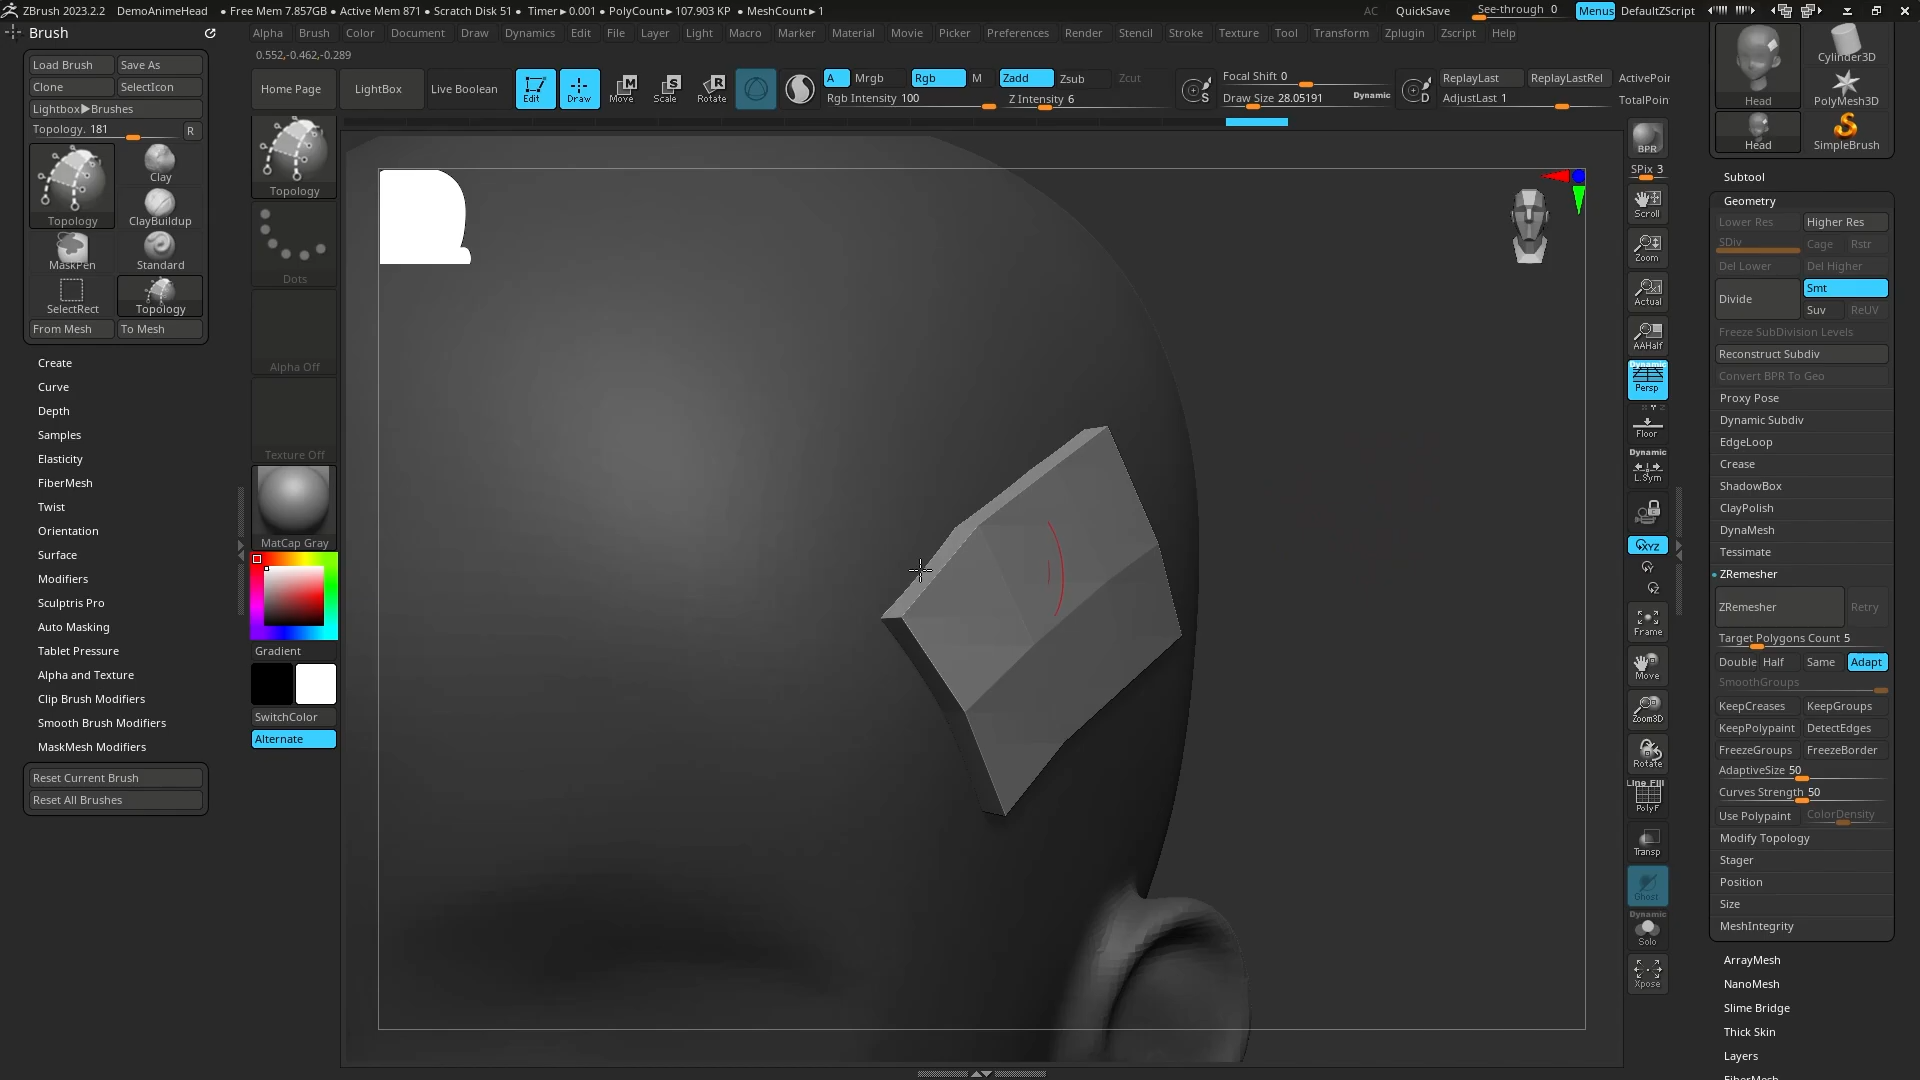 ZBrush 2023.2.2 DemoAnimeHead • Free Mem 7.857GB • Active Mem 871 • Scratch Disk 51 • Timer▶0.001 • PolyCount▶107.903 KP • MeshCount▶1 AC QuickSave See-through 0 Menus DefaultZScript
Brush
Alpha Brush Color Document Draw Dynamics Edit File Layer Light Macro Marker Material Movie Picker Preferences Render Stencil Stroke Texture Tool Transform Zplugin Zscript Help
0.552,-0.462,-0.289
Load Brush Save As
Clone SelectIcon
Lightbox▶Brushes
Topology. 181 R
Topology
Clay
ClayBuildup
MaskPen Standard
SelectRect Topology
From Mesh To Mesh
Create
Curve
Depth
Samples
Elasticity
FiberMesh
Twist
Orientation
Surface
Modifiers
Sculptris Pro
Auto Masking
Tablet Pressure
Alpha and Texture
Clip Brush Modifiers
Smooth Brush Modifiers
MaskMesh Modifiers
Reset Current Brush
Reset All Brushes
Home Page LightBox Live Boolean Edit Draw Move Scale Rotate
A Mrgb Rgb M Zadd Zsub Zcut
Rgb Intensity 100 Z Intensity 6
S Focal Shift 0
Draw Size 28.05191 Dynamic
D ReplayLast ReplayLastRel ActivePoin
AdjustLast 1 TotalPoin
Topology
Dots
Alpha Off
Texture Off
MatCap Gray
Gradient
SwitchColor
Alternate
BPR
SPix 3
Scroll
Zoom
Actual
AAHalf
Dynamic
Persp
Floor
Dynamic
L.Sym
XYZ
Y
Z
Frame
Move
Zoom3D
Rotate
Line Fill
PolyF
Transp
Ghost
Dynamic
Solo
Xpose
Head
Cylinder3D
PolyMesh3D
Head SimpleBrush
Subtool
Geometry
Lower Res Higher Res
SDiv Cage Rstr
Del Lower Del Higher
Divide Smt
Suv ReUV
Freeze SubDivision Levels
Reconstruct Subdiv
Convert BPR To Geo
Proxy Pose
Dynamic Subdiv
EdgeLoop
Crease
ShadowBox
ClayPolish
DynaMesh
Tessimate
ZRemesher
ZRemesher Retry
Target Polygons Count 5
Double Half Same Adapt
SmoothGroups
KeepCreases KeepGroups
KeepPolypaint DetectEdges
FreezeGroups FreezeBorder
AdaptiveSize 50
Curves Strength 50
Use Polypaint ColorDensity
Modify Topology
Stager
Position
Size
MeshIntegrity
ArrayMesh
NanoMesh
Slime Bridge
Thick Skin
Layers
FiberMesh